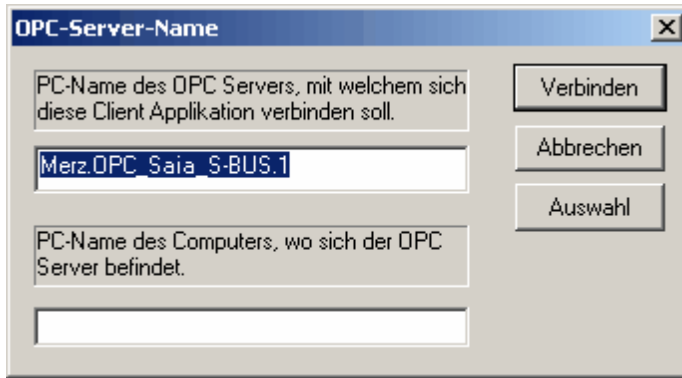 OPC-Server-Name
PC-Name des OPC Servers, mit welchem sich
diese Client Applikation verbinden soll.
Merz.OPC_Saia_S-BUS.1
PC-Name des Computers, wo sich der OPC
Server befindet.
Verbinden
Abbrechen
Auswahl